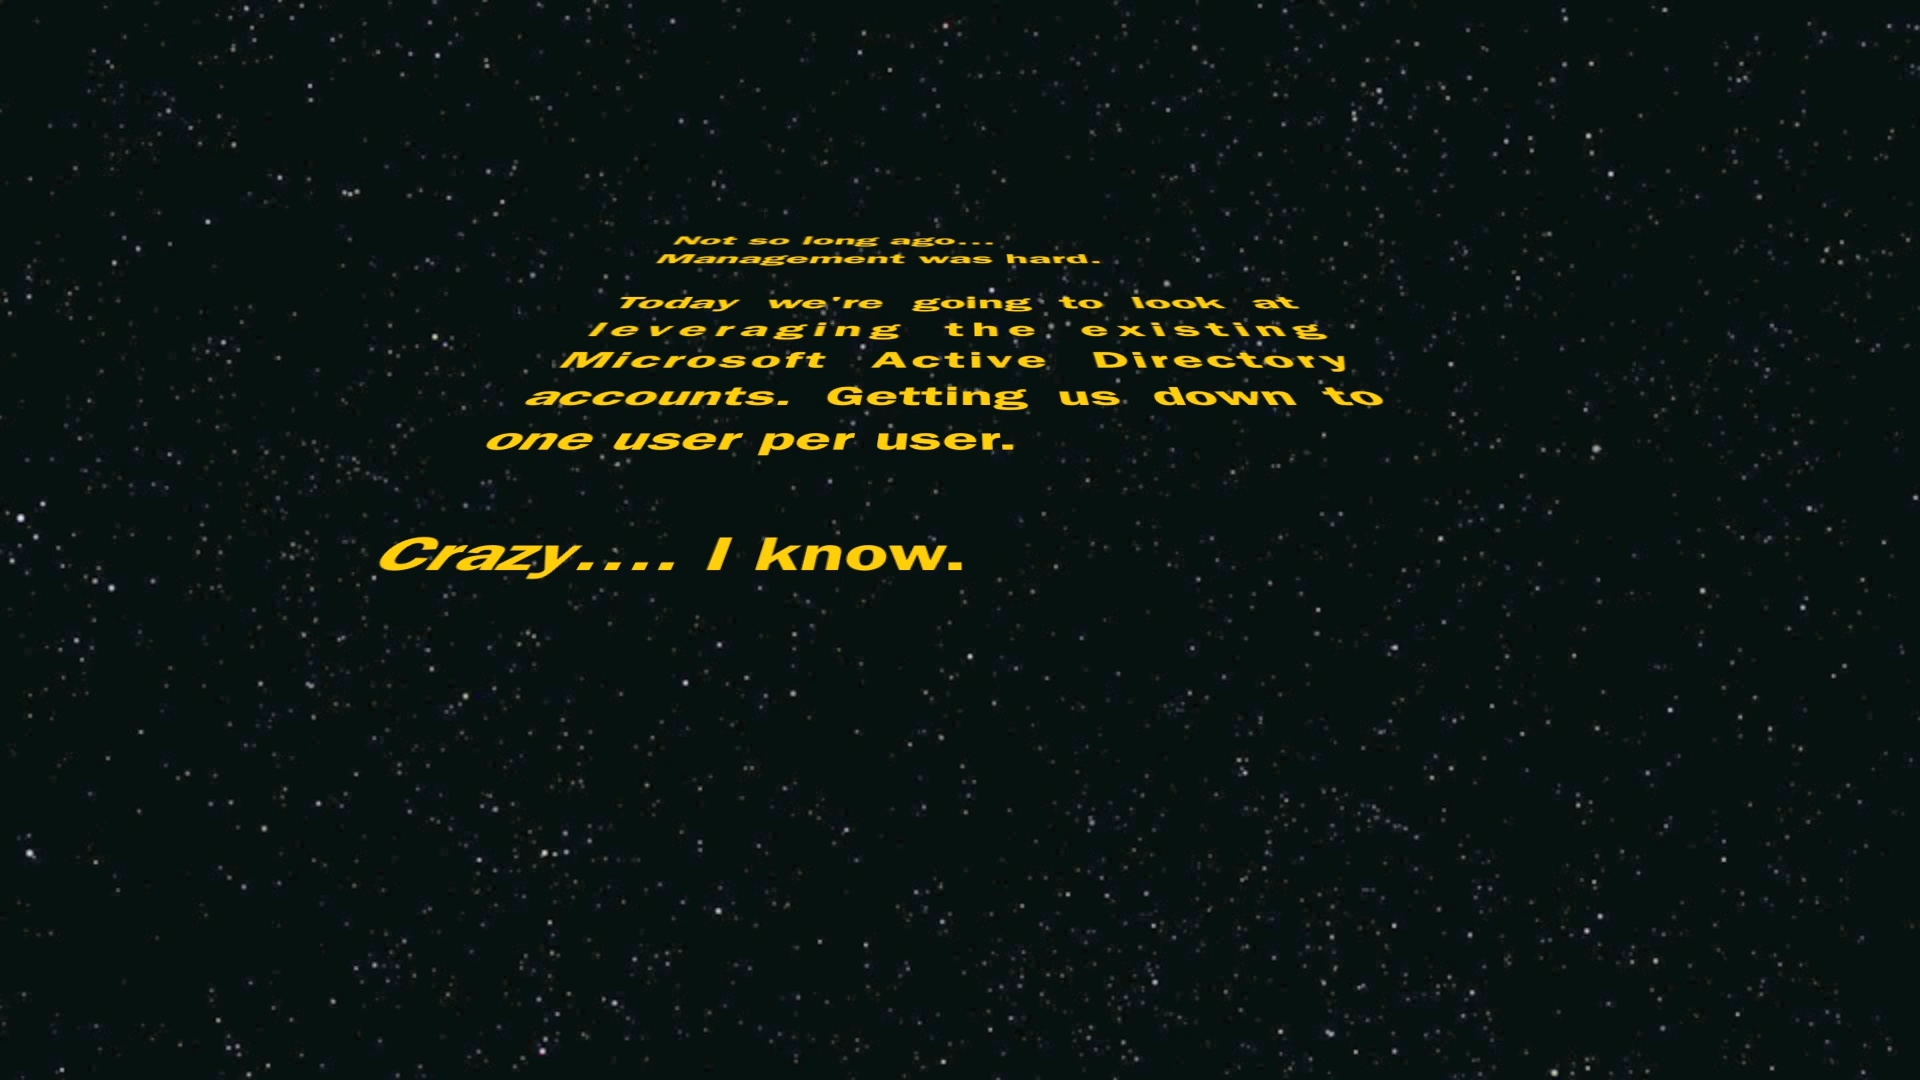 Not so long ago...
Management was hard.
Today we're going to look at
leveraging the existing
Microsoft Active Directory
accounts. Getting us down to
one user per user.
Crazy.... I know.